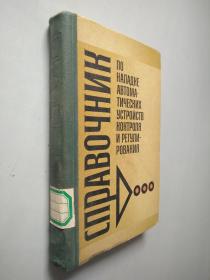 СПРАВОЧНИК
ПО
НАЛАДКЕ
АВТОМА-
ТИЧЕСКИХ
УСТРОЙСТВ
КОНТРОЛЯ
И РЕГУЛИ-
РОВАНИЯ